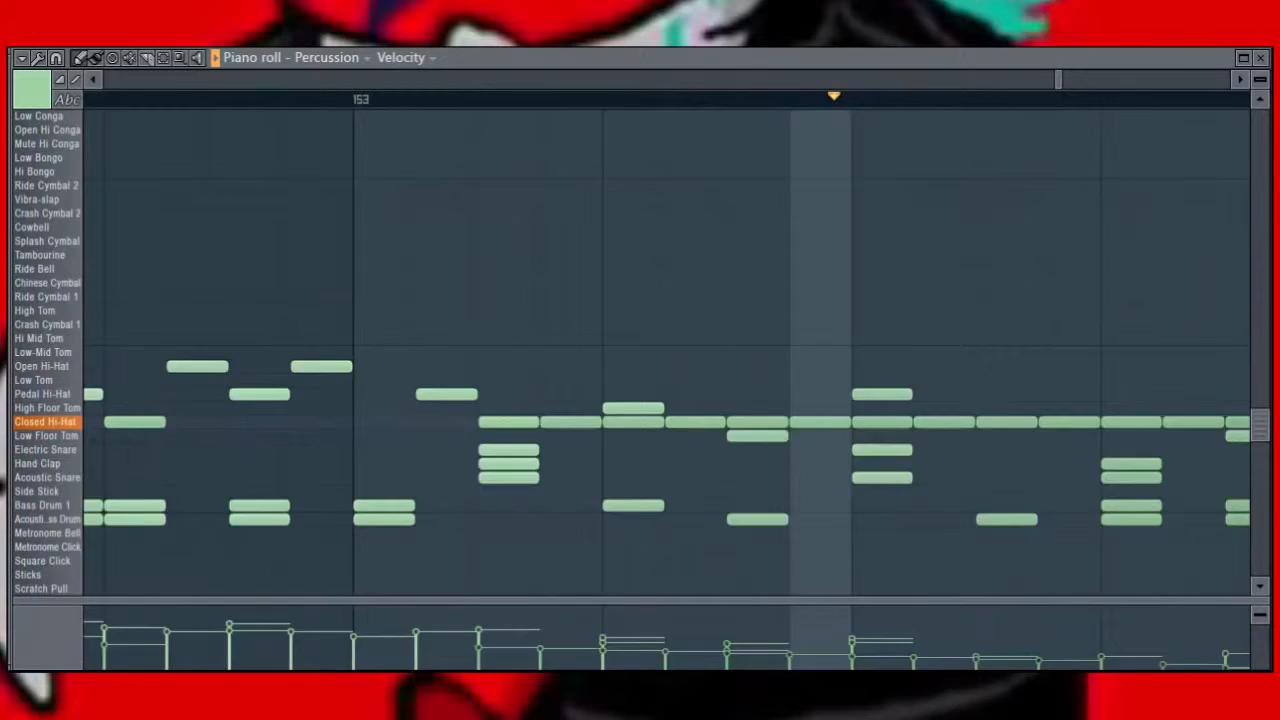 Piano roll - Percussion Velocity
Abc
153
Low Conga
Open Hi Conga
Mute Hi Conga
Low Bongo
Hi Bongo
Ride Cymbal 2
Vibra-slap
Crash Cymbal 2
Cowbell
Splash Cymbal
Tambourine
Ride Bell
Chinese Cymbal
Ride Cymbal 1
High Tom
Crash Cymbal 1
Hi Mid Tom
Low-Mid Tom
Open Hi-Hat
Low Tom
Pedal Hi-Hat
High Floor Tom
Closed Hi-Hat
Low Floor Tom
Electric Snare
Hand Clap
Acoustic Snare
Side Stick
Bass Drum 1
Acousti..ss Drum
Metronome Bell
Metronome Click
Square Click
Sticks
Scratch Pull